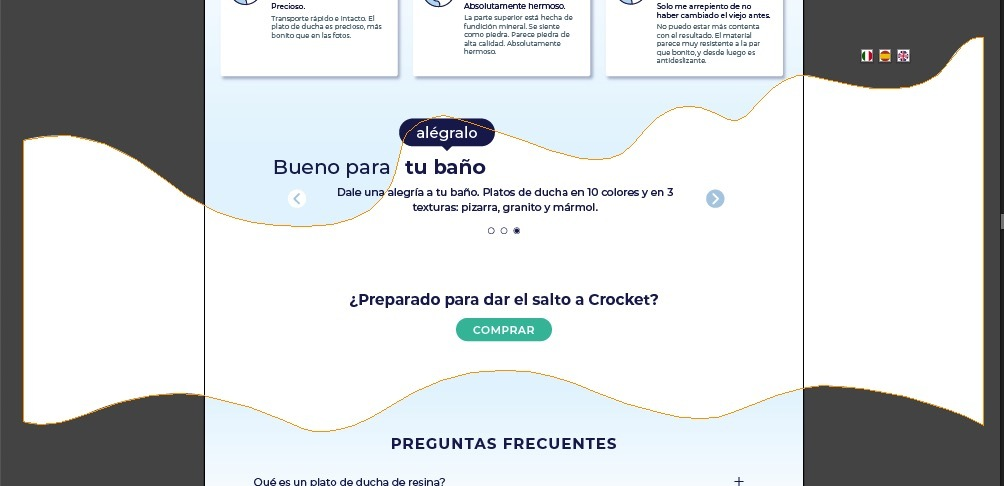 Precioso.
Transporte rápido e intacto. El
plato de ducha es precioso, más
bonito que en las fotos.
Absolutamente hermoso.
La parte superior está hecha de
fundición mineral. Se siente
como piedra. Parece piedra de
alta calidad. Absolutamente
hermoso.
Solo me arrepiento de no
haber cambiado el viejo antes.
No puedo estar más contenta
con el resultado. El material
parece muy resistente a la par
que bonito, y desde luego es
antideslizante.
alégralo
Bueno para tu baño
Dale una alegría a tu baño. Platos de ducha en 10 colores y en 3
texturas: pizarra, granito y mármol.
¿Preparado para dar el salto a Crocket?
COMPRAR
PREGUNTAS FRECUENTES
Qué es un plato de ducha de resina?